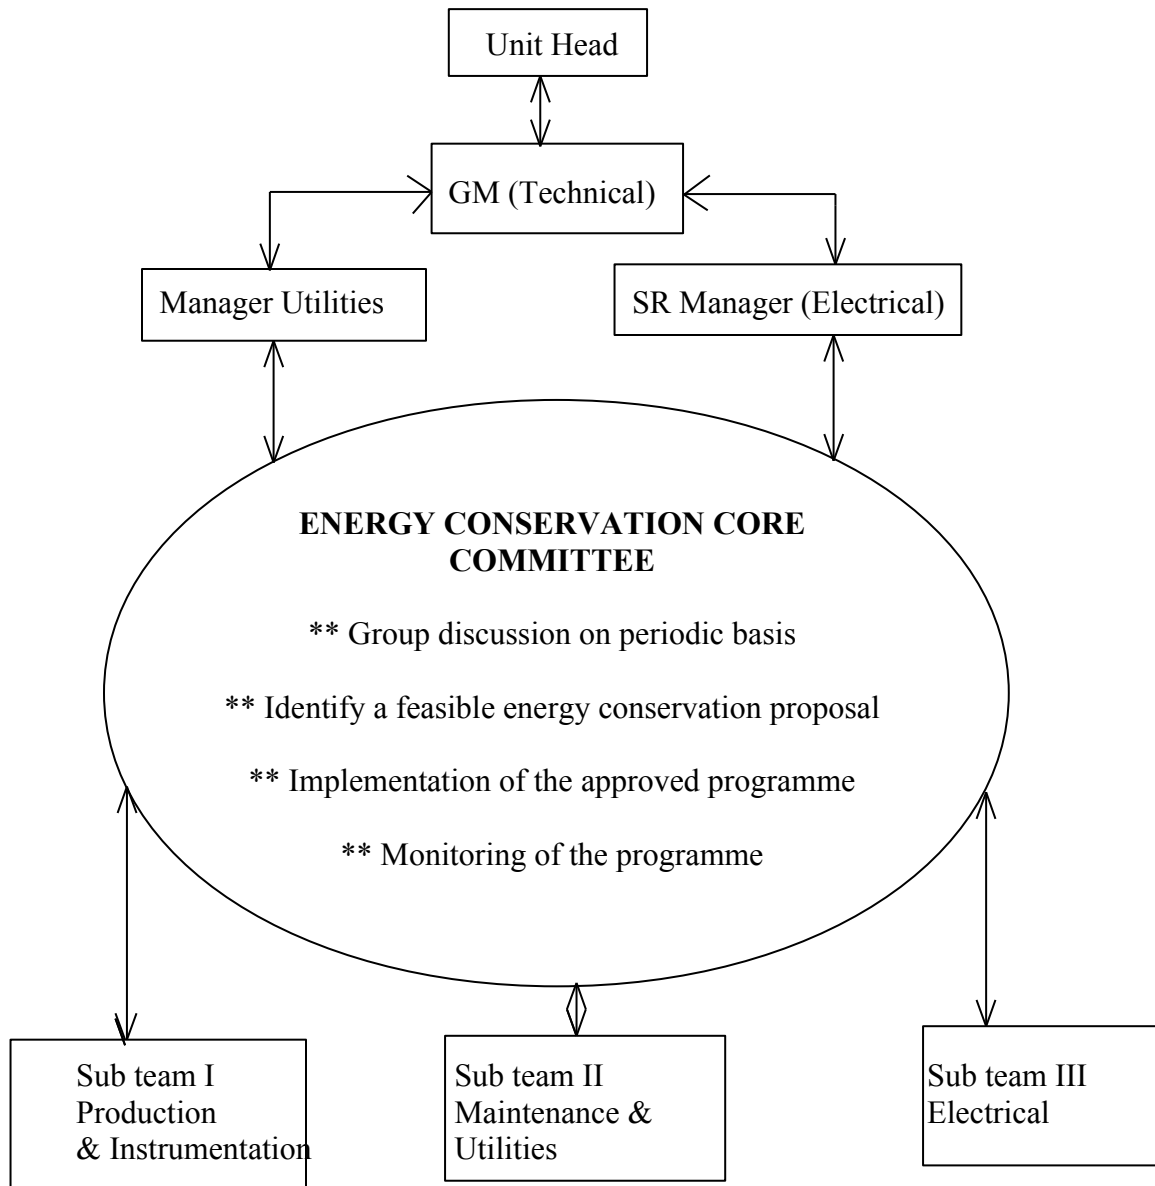 Unit Head
GM (Technical)
Manager Utilities
SR Manager (Electrical)
ENERGY CONSERVATION CORE
COMMITTEE
** Group discussion on periodic basis
** Identify a feasible energy conservation proposal
** Implementation of the approved programme
** Monitoring of the programme
Sub team I
Production
& Instrumentation
Sub team II
Maintenance &
Utilities
Sub team III
Electrical